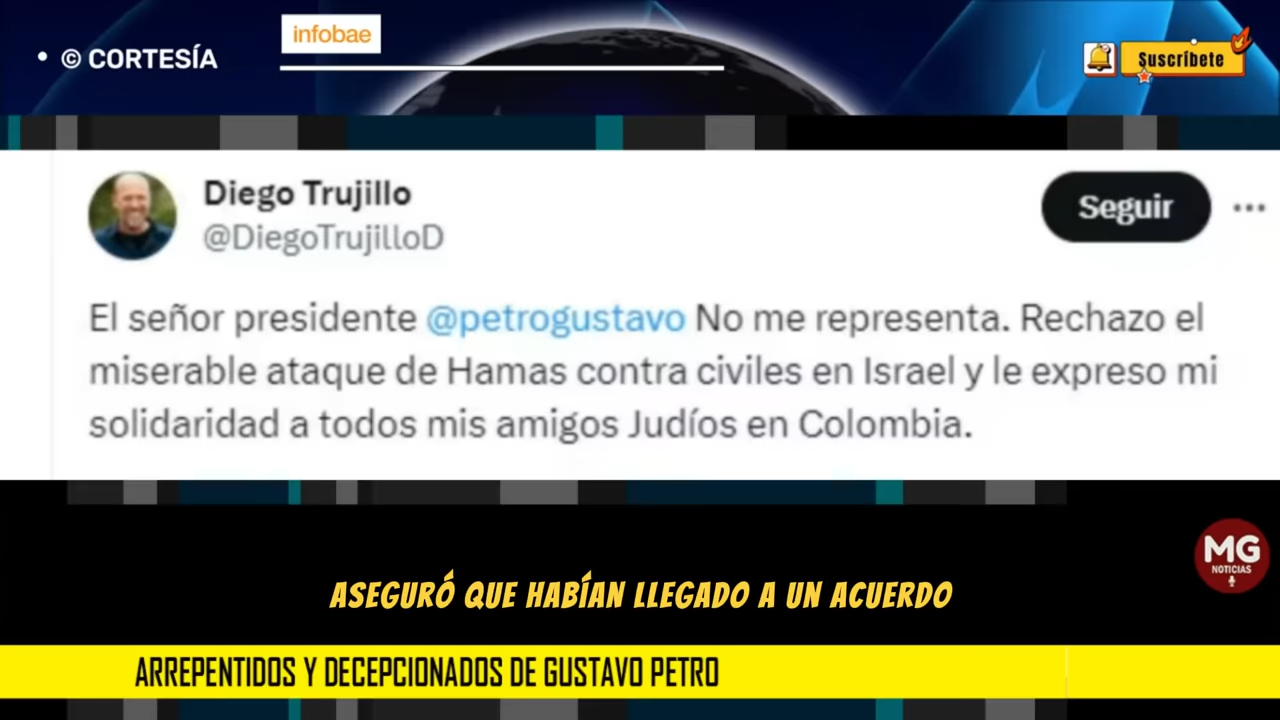 • © CORTESÍA
infobae
Suscríbete
Diego Trujillo
@DiegoTrujilloD
Seguir
El señor presidente @petrogustavo No me representa. Rechazo el
miserable ataque de Hamas contra civiles en Israel y le expreso mi
solidaridad a todos mis amigos Judíos en Colombia.
MG
NOTICIAS
ASEGURÓ QUE HABÍAN LLEGADO A UN ACUERDO
ARREPENTIDOS Y DECEPCIONADOS DE GUSTAVO PETRO